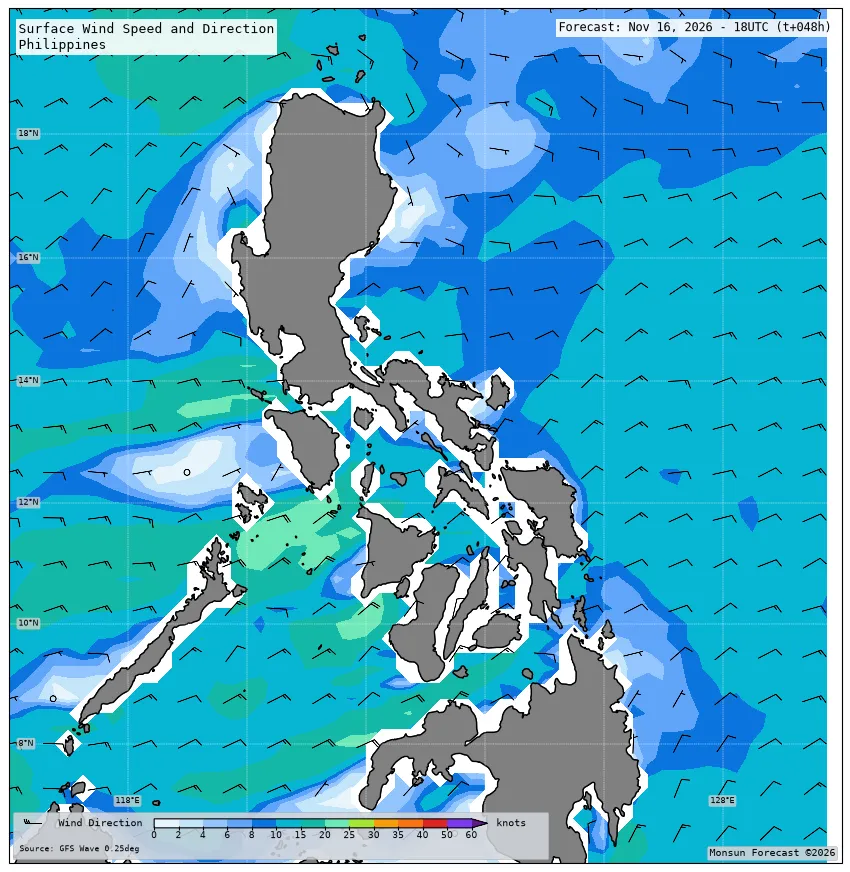 Surface Wind Speed and Direction
Philippines
Forecast: Nov 16, 2026 - 18UTC (t+048h)
18°N
16°N
14°N
12°N
10°N
8°N
118°E
128°E
Wind Direction
0 2 4 6 8 10 15 20 25 30 35 40 50 60
knots
Source: GFS Wave 0.25deg
Monsun Forecast ©2026